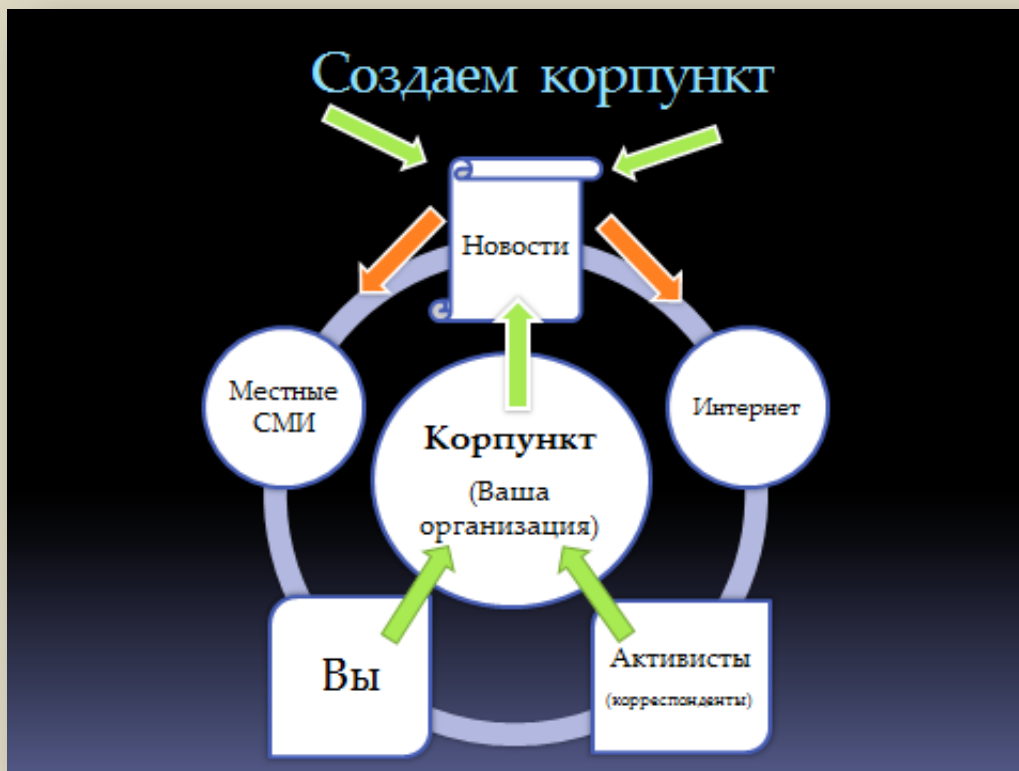 Создаем корпункт
Новости
Местные
СМИ
Интернет
Корпункт
(Ваша
организация)
Вы
Активисты
(корреспонденты)